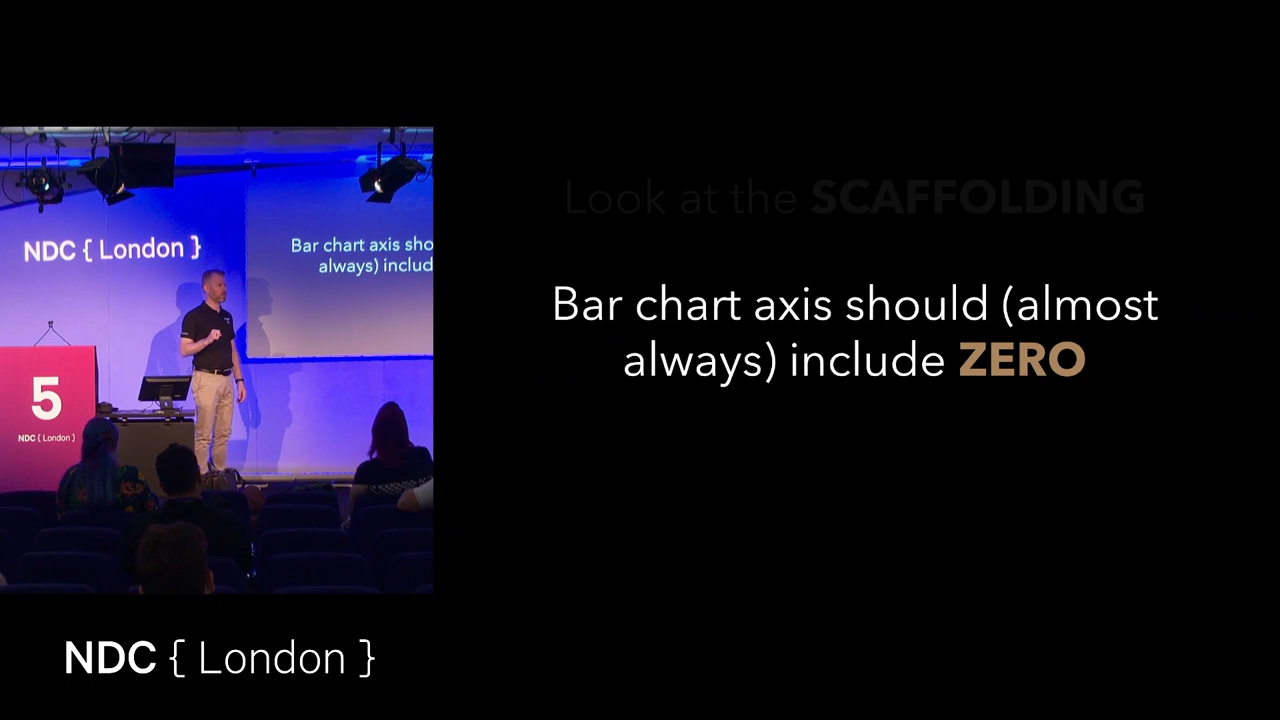 Look at the SCAFFOLDING
Bar chart axis should (almost
always) include ZERO
NDC { London }
Bar chart axis sho
always) includ
5
NDC { London }
NDC { London }